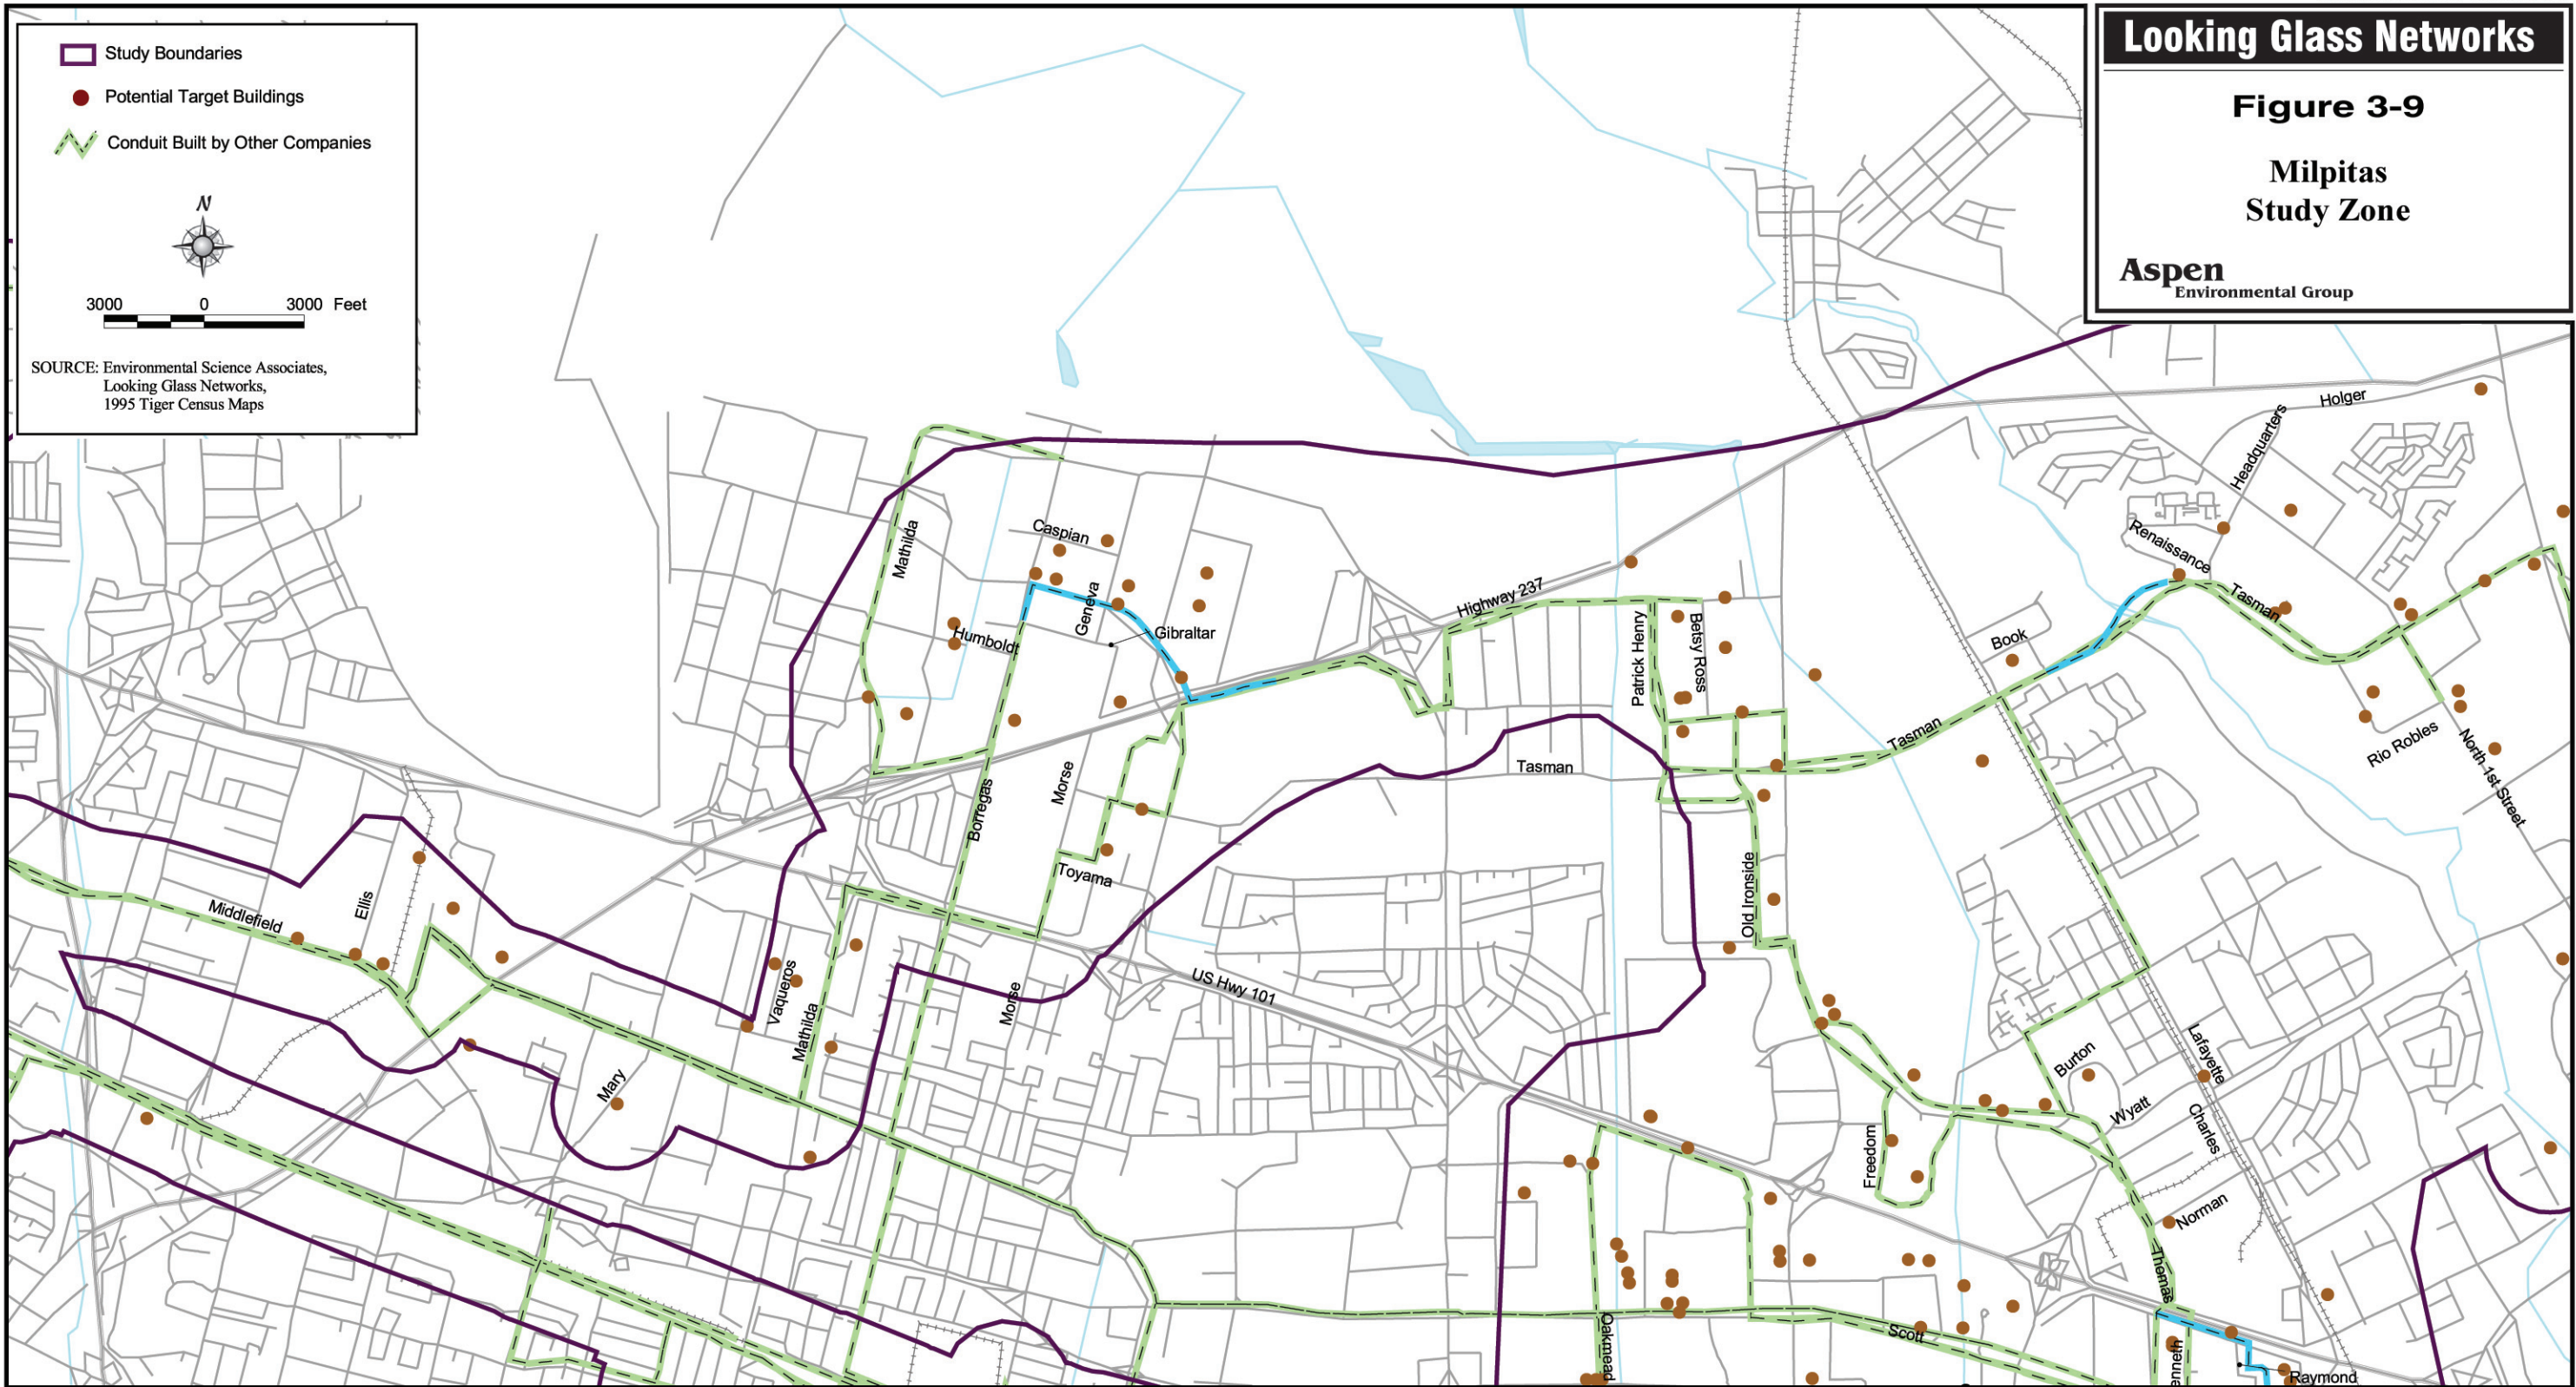 Study Boundaries
Potential Target Buildings
Conduit Built by Other Companies
N
3000 0 3000 Feet
SOURCE: Environmental Science Associates,
Looking Glass Networks,
1995 Tiger Census Maps
Looking Glass Networks
Figure 3-9
Milpitas
Study Zone
Aspen
Environmental Group
Holger
Headquarters
Renaissance
Tasman
Caspian
Mathilda
Geneva
Gibraltar
Humboldt
Highway 237
Patrick Henry
Betsy Ross
Book
Tasman
Rio Robles
North 1st Street
Tasman
Borregas
Morse
Toyama
Old Ironside
Middlefield
Ellis
Vaqueros
Mathilda
Mary
Morse
US Hwy 101
Lafayette
Burton
Wyatt
Charles
Freedom
Norman
Thomas
Oakmead
Scott
enneth
Raymond